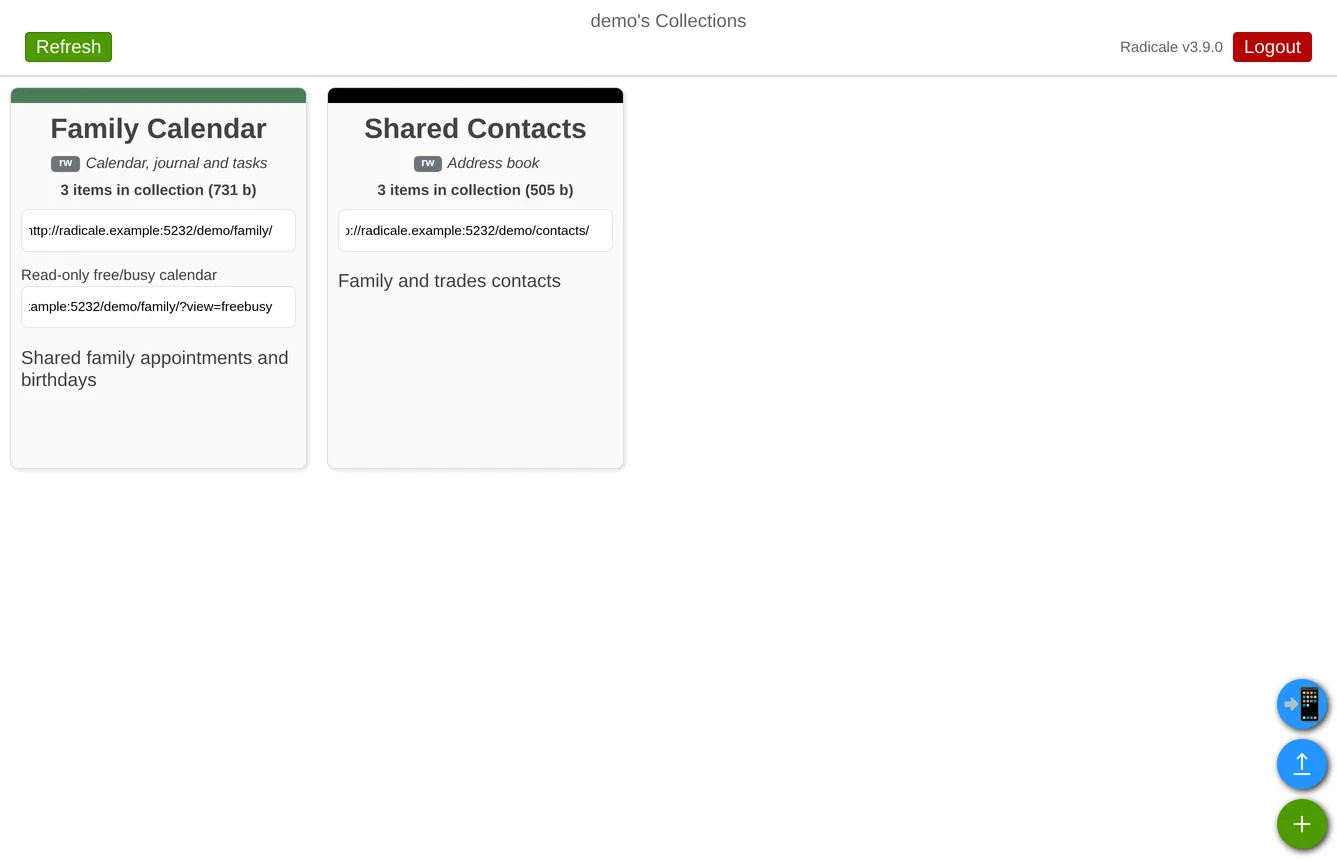 demo's Collections
Refresh
Radicale v3.9.0
Logout
Family Calendar
rw Calendar, journal and tasks
3 items in collection (731 b)
ttp://radicale.example:5232/demo/family/
Read-only free/busy calendar
ample:5232/demo/family/?view=freebusy
Shared family appointments and
birthdays
Shared Contacts
rw Address book
3 items in collection (505 b)
://radicale.example:5232/demo/contacts/
Family and trades contacts
+